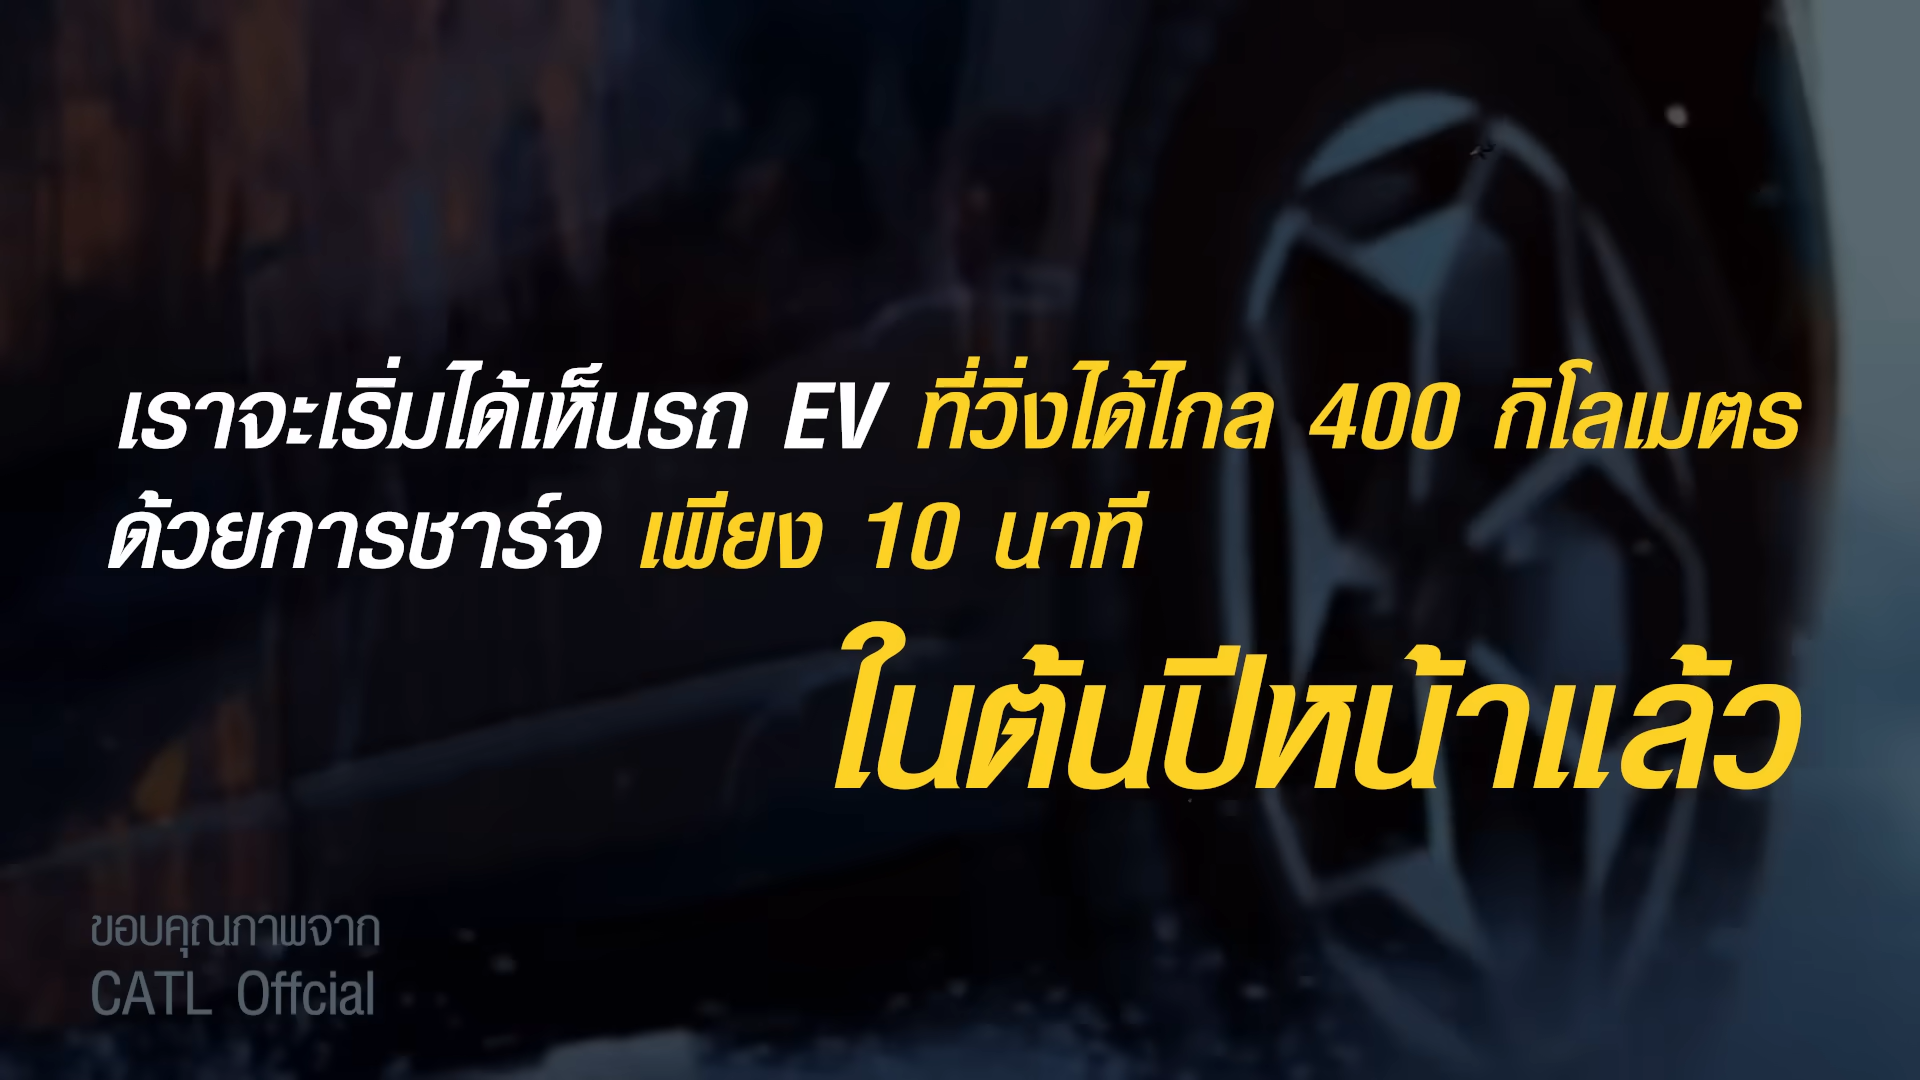 เราจะเริ่มได้เห็นรถ EV ที่วิ่งได้ไกล 400 กิโลเมตร
ด้วยการชาร์จ เพียง 10 นาที
ในต้นปีหน้าแล้ว
ขอบคุณภาพจาก
CATL Offcial